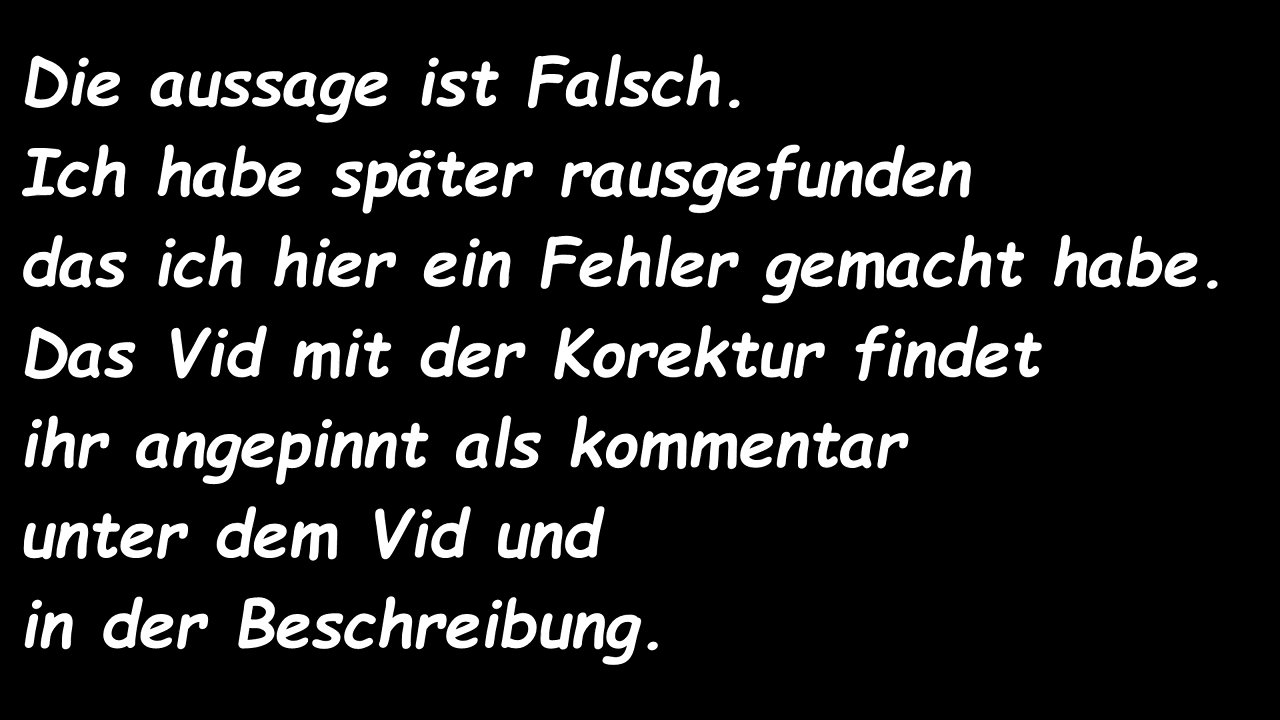 Die aussage ist Falsch.
Ich habe später rausgefunden
das ich hier ein Fehler gemacht habe.
Das Vid mit der Korektur findet
ihr angepinnt als kommentar
unter dem Vid und
in der Beschreibung.